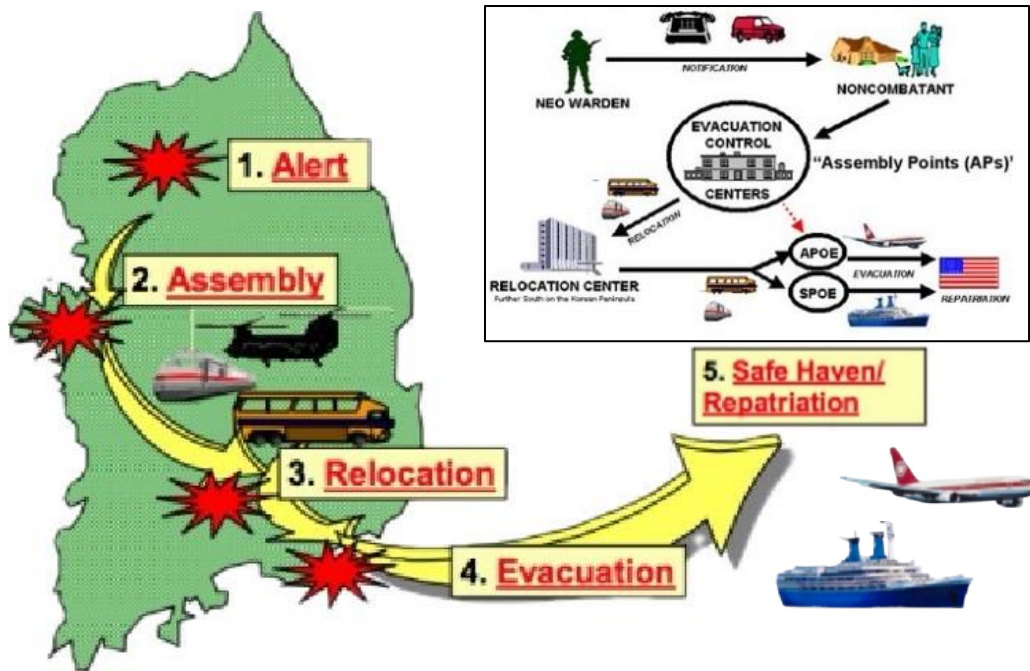 1. Alert
2. Assembly
3. Relocation
4. Evacuation
5. Safe Haven/
Repatriation
NOTIFICATION
NEO WARDEN
NONCOMBATANT
EVACUATION
CONTROL
CENTERS
“Assembly Points (APs)’
RELOCATION
RELOCATION CENTER
Further South on the Korean Peninsula
APOE
SPOE
EVACUATION
REPATRIATION